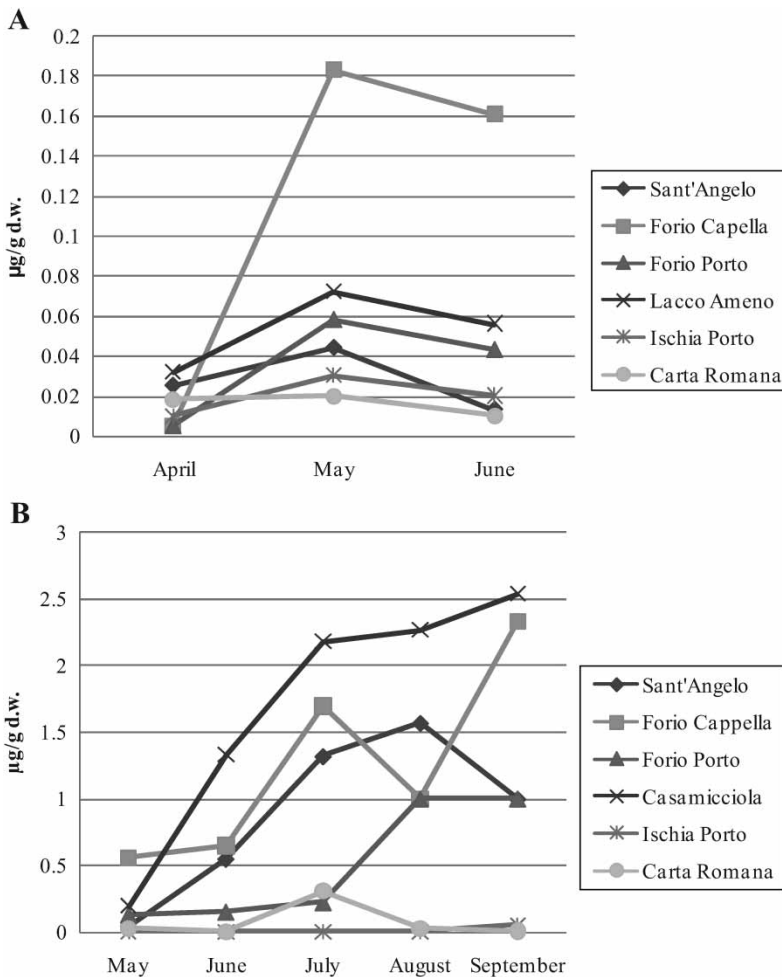 A
0.2
0.18
0.16
0.14
0.12
0.1
0.08
0.06
0.04
0.02
0
µg/g d.w.
April May June
Sant'Angelo
Forio Capella
Forio Porto
Lacco Ameno
Ischia Porto
Carta Romana
B
3
2.5
2
1.5
1
0.5
0
µg/g d.w.
May June July August September
Sant'Angelo
Forio Cappella
Forio Porto
Casamicciola
Ischia Porto
Carta Romana